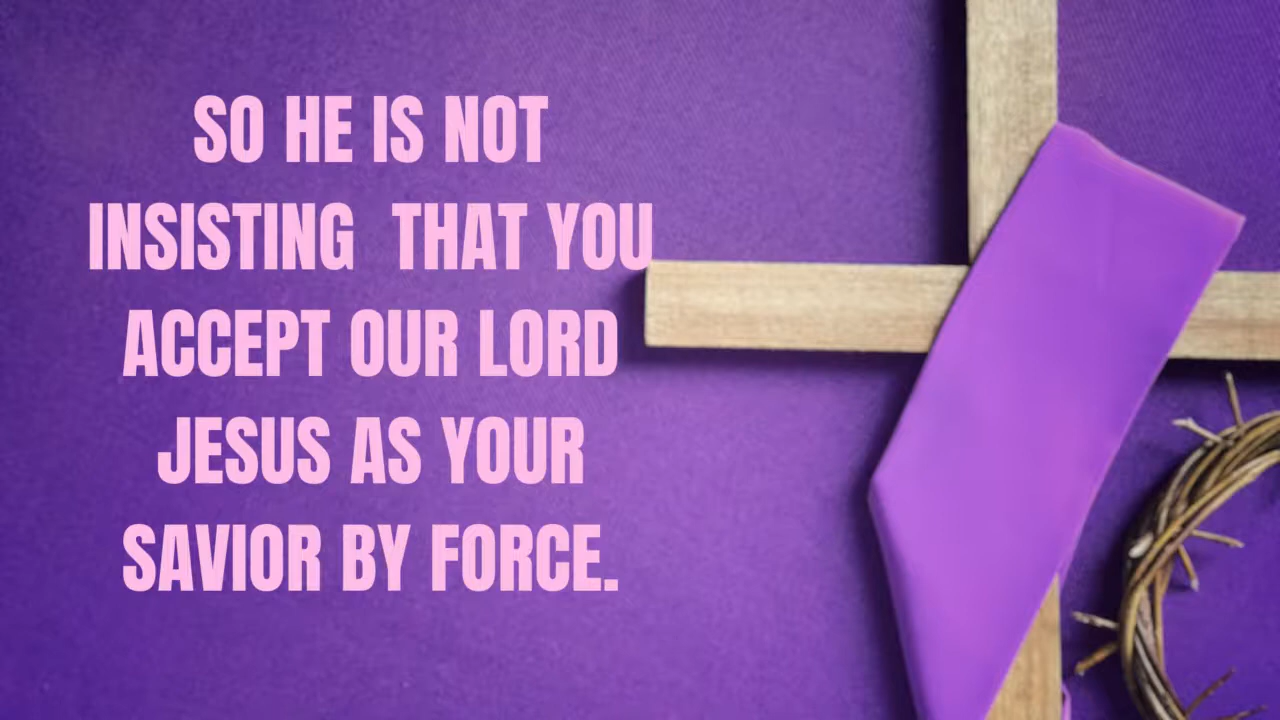 SO HE IS NOT
INSISTING  THAT YOU
ACCEPT OUR LORD
JESUS AS YOUR
SAVIOR BY FORCE.